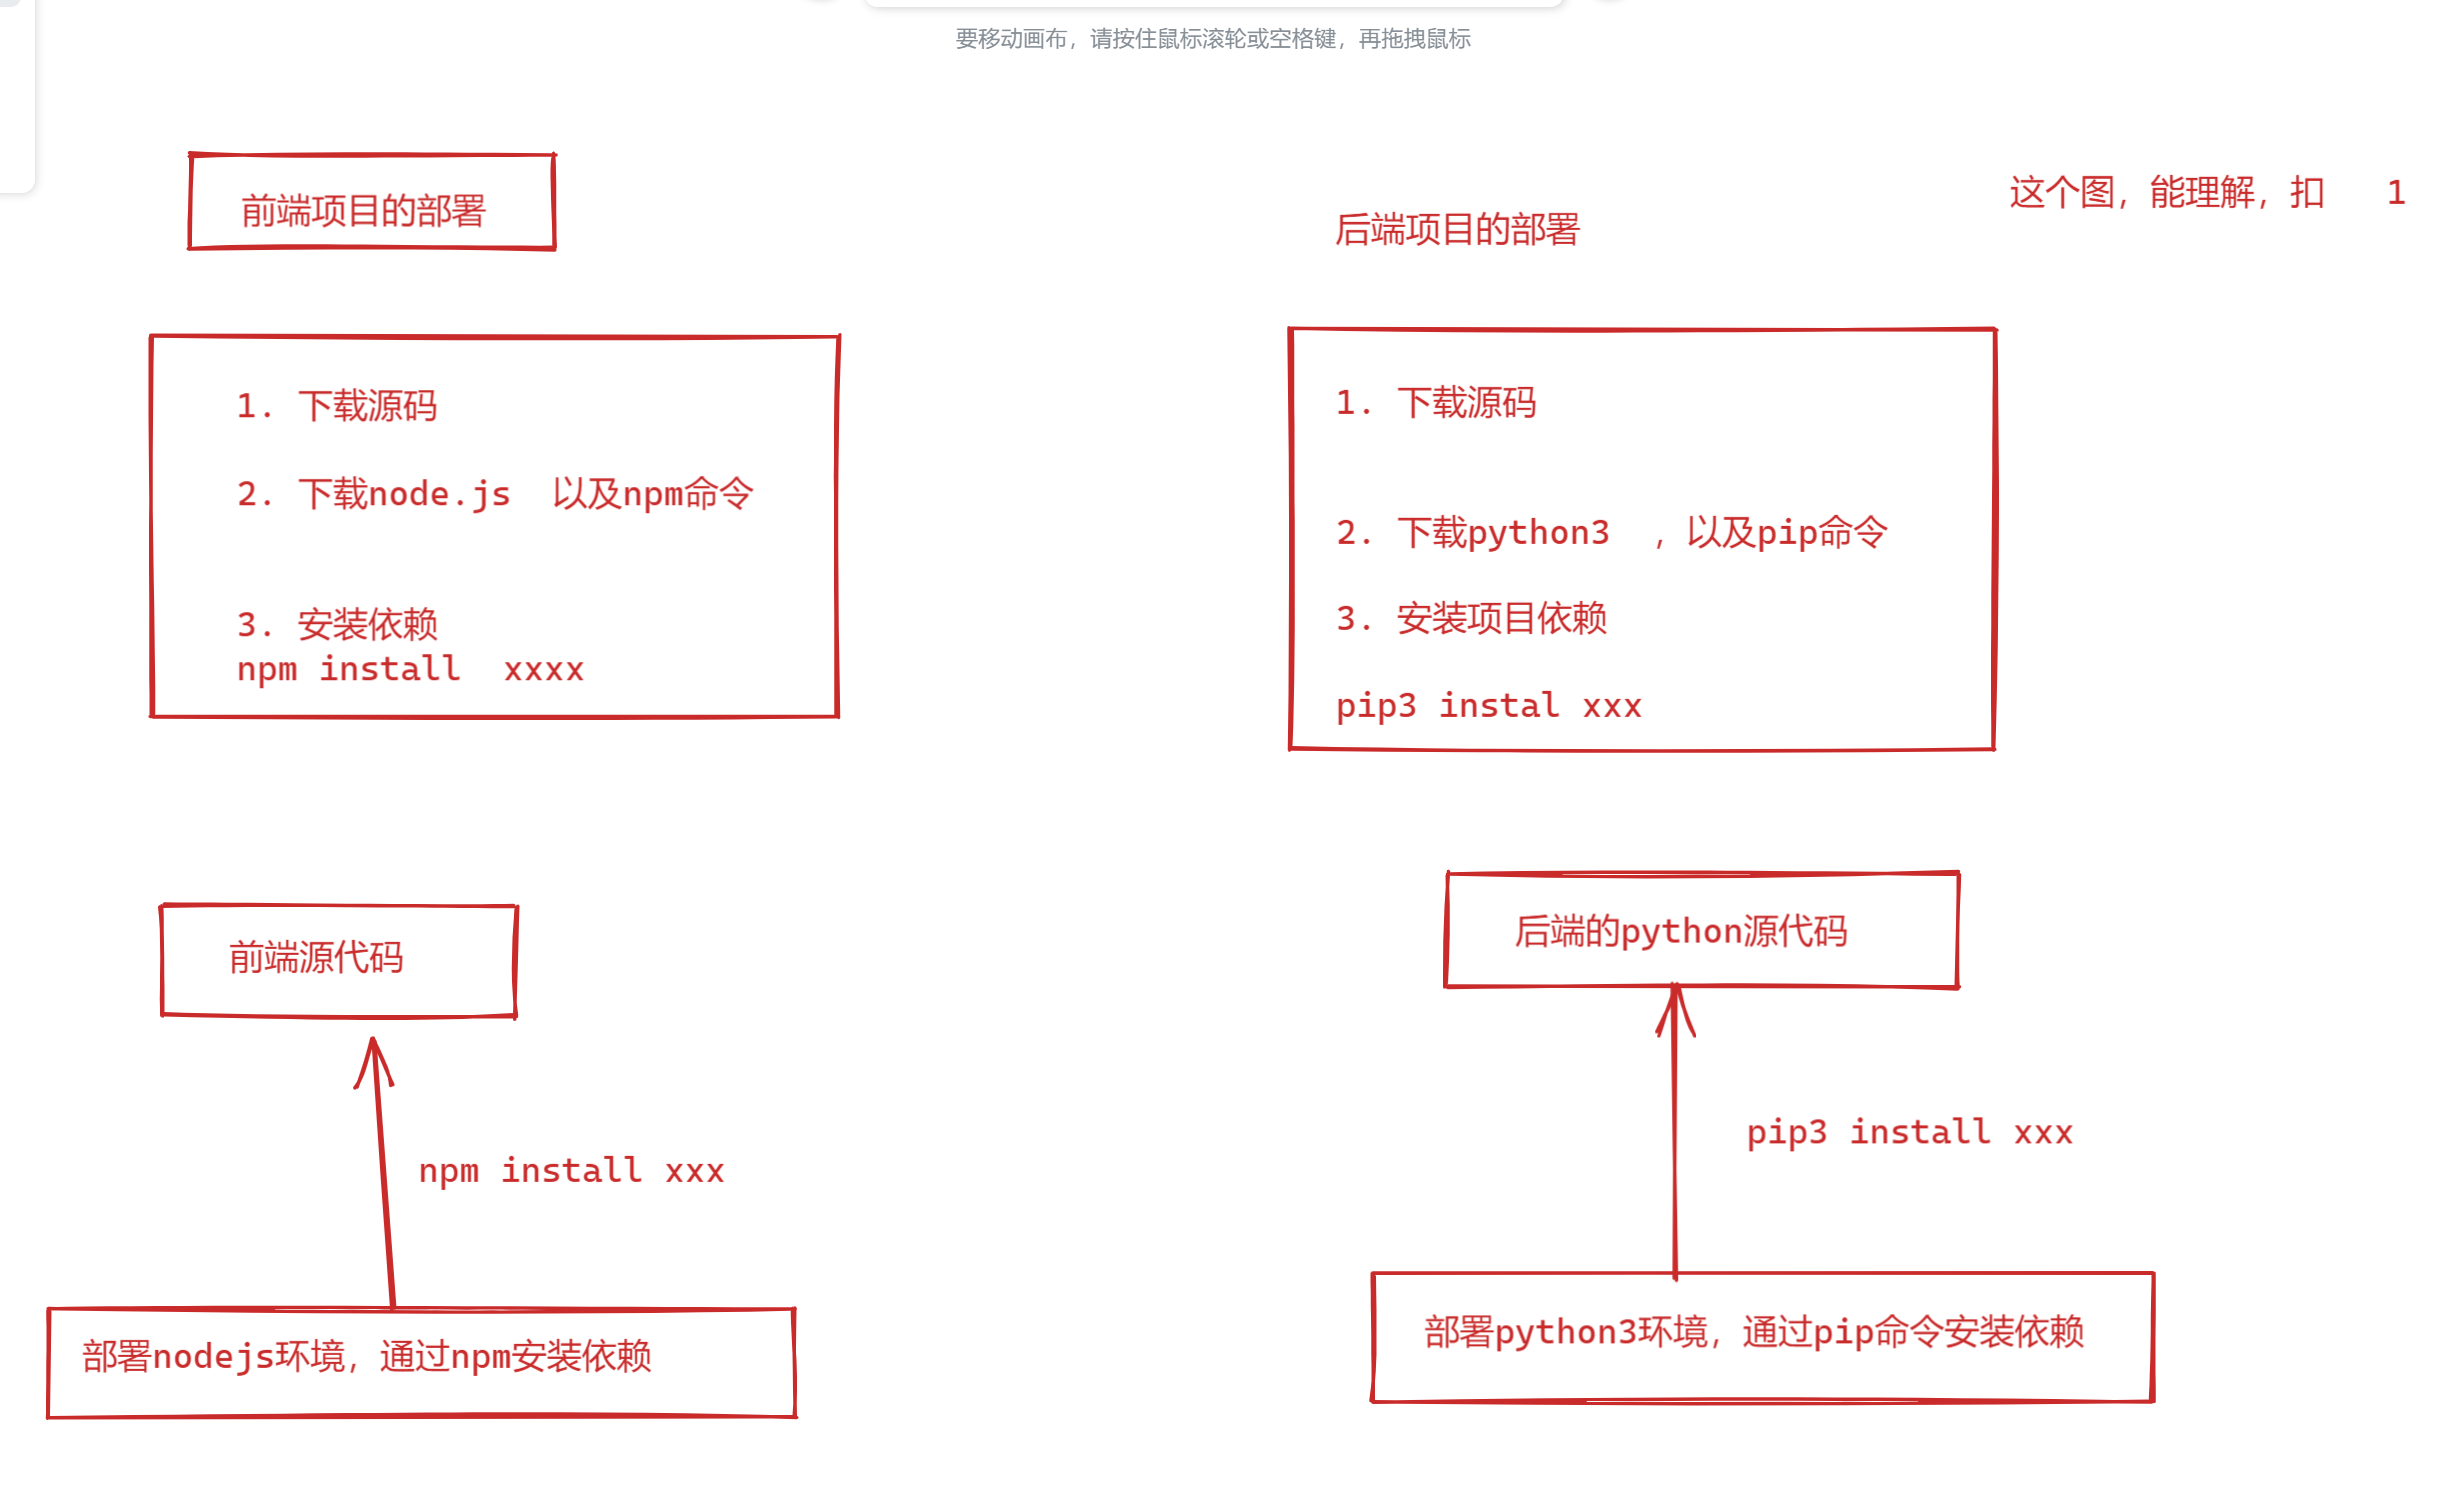 要移动画布，请按住鼠标滚轮或空格键，再拖拽鼠标
前端项目的部署
1. 下载源码
2. 下载node.js  以及npm命令
3. 安装依赖
npm install  xxxx
前端源代码
npm install xxx
部署nodejs环境，通过npm安装依赖
后端项目的部署
这个图，能理解，扣   1
1. 下载源码
2. 下载python3  ，以及pip命令
3. 安装项目依赖
pip3 instal xxx
后端的python源代码
pip3 install xxx
部署python3环境，通过pip命令安装依赖